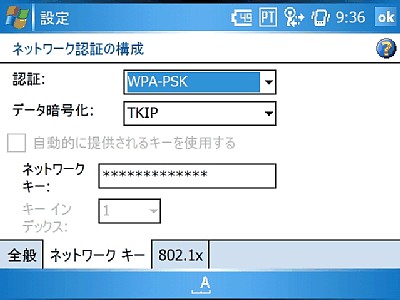 設定 49 PT 9:36 ok
ネットワーク認証の構成 ?
認証: WPA-PSK
データ暗号化: TKIP
自動的に提供されるキーを使用する
ネットワーク
キー: *************
キー イン
デックス: 1
全般 ネットワーク キー 802.1x
A